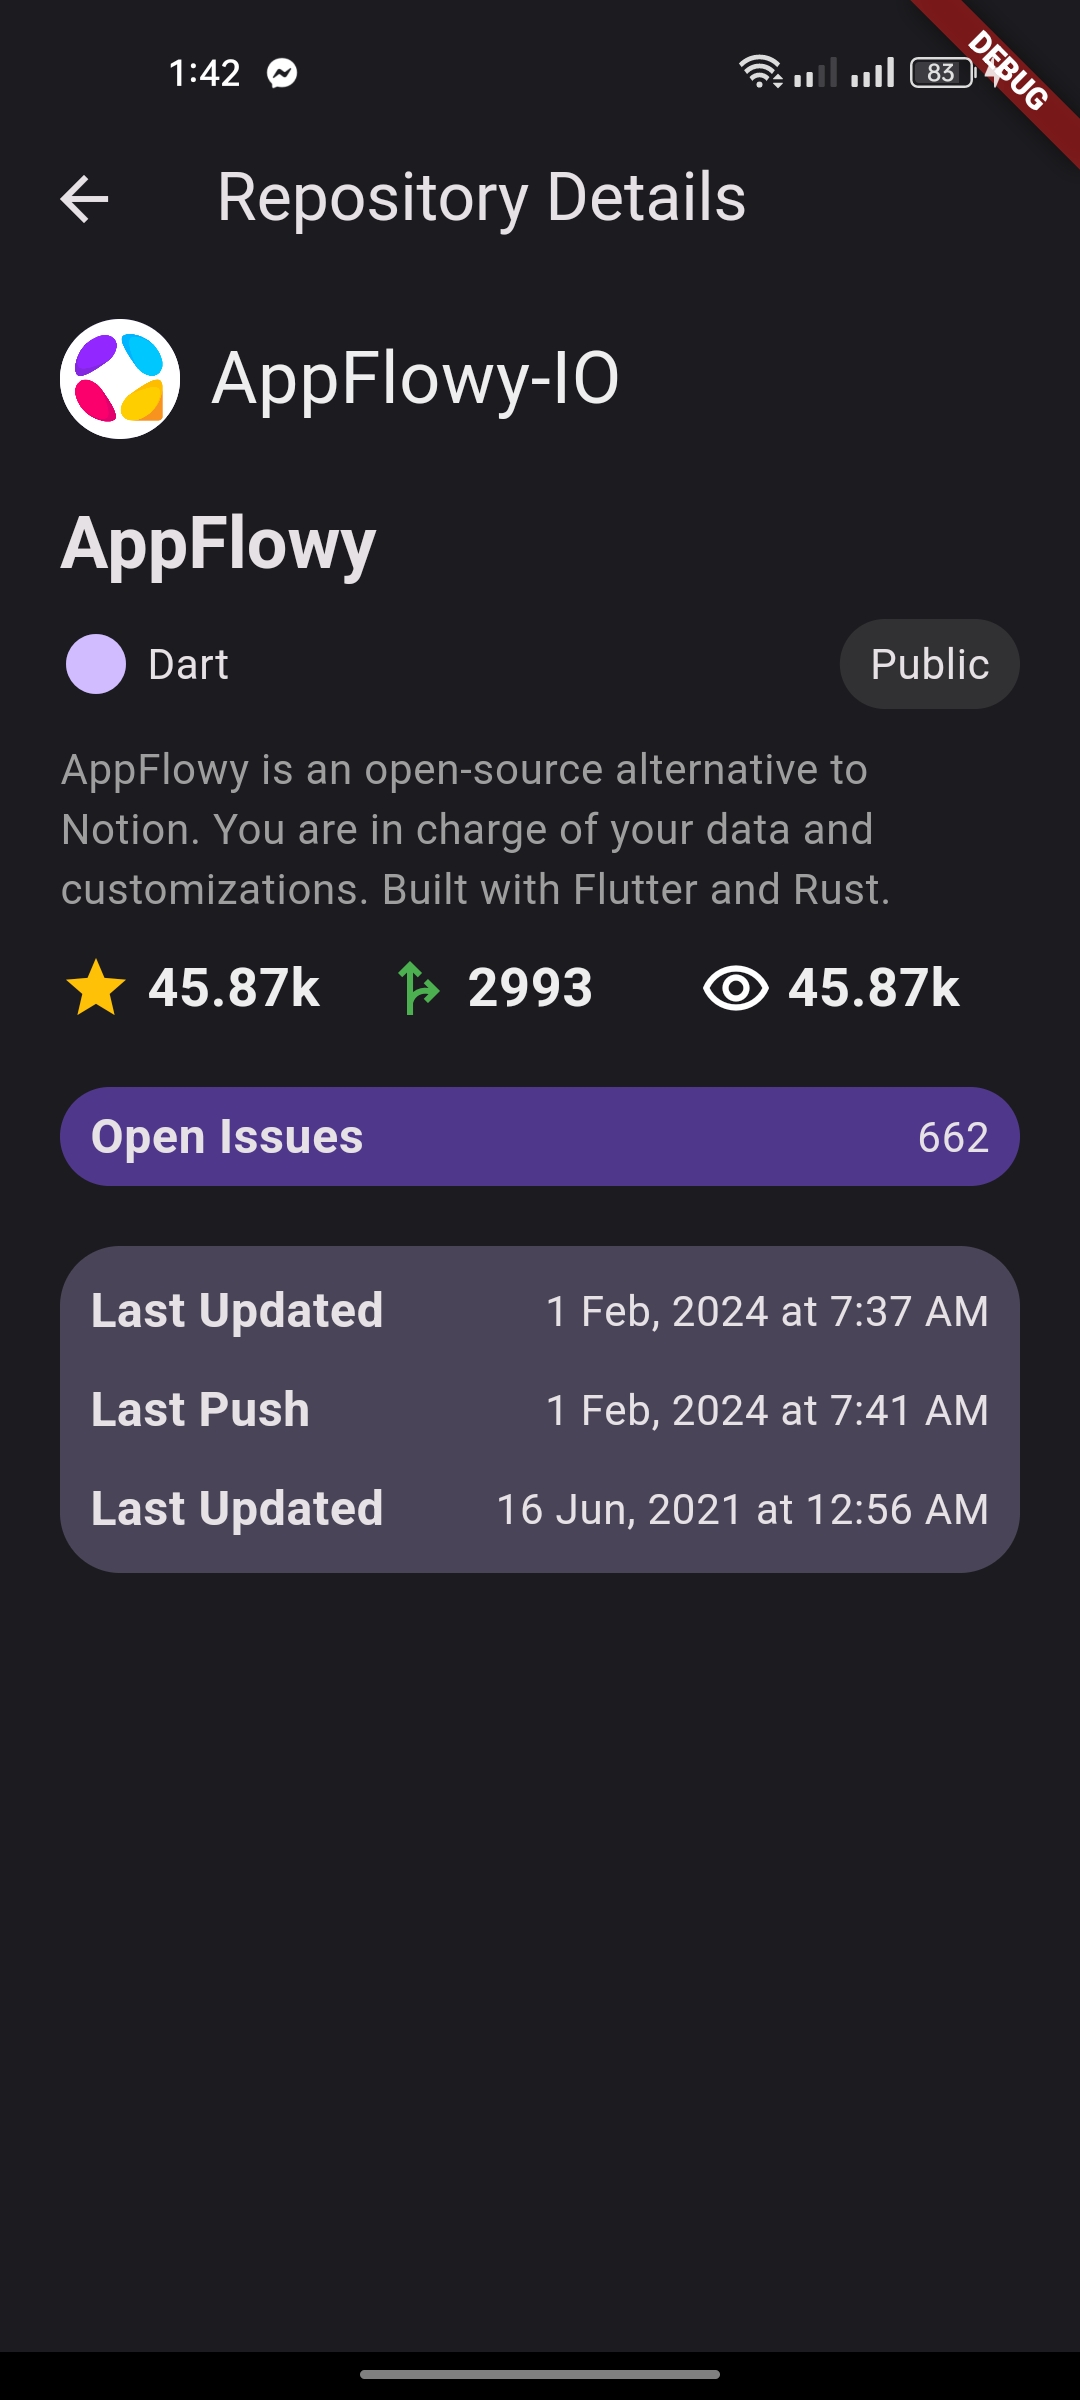 1:42
83
DEBUG
Repository Details
AppFlowy-IO
AppFlowy
Dart
Public
AppFlowy is an open-source alternative to
Notion. You are in charge of your data and
customizations. Built with Flutter and Rust.
45.87k 2993 45.87k
Open Issues 662
Last Updated 1 Feb, 2024 at 7:37 AM
Last Push 1 Feb, 2024 at 7:41 AM
Last Updated 16 Jun, 2021 at 12:56 AM